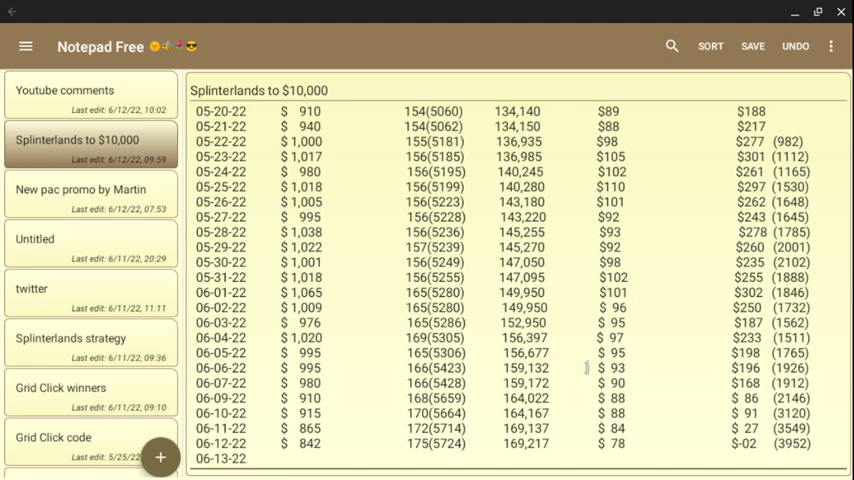 Notepad Free 🌞🐝🌷😎
SORT SAVE UNDO
Youtube comments
Last edit: 6/12/22, 10:02
Splinterlands to $10,000
Last edit: 6/12/22, 09:59
New pac promo by Martin
Last edit: 6/12/22, 07:53
Untitled
Last edit: 6/11/22, 20:29
twitter
Last edit: 6/11/22, 11:11
Splinterlands strategy
Last edit: 6/11/22, 09:36
Grid Click winners
Last edit: 6/11/22, 09:10
Grid Click code
Last edit: 5/25/22
Splinterlands to $10,000
05-20-22 $ 910 154(5060) 134,140 $89 $188
05-21-22 $ 940 154(5062) 134,150 $88 $217
05-22-22 $ 1,000 155(5181) 136,935 $98 $277 (982)
05-23-22 $ 1,017 156(5185) 136,985 $105 $301 (1112)
05-24-22 $ 980 156(5195) 140,245 $102 $261 (1165)
05-25-22 $ 1,018 156(5199) 140,280 $110 $297 (1530)
05-26-22 $ 1,005 156(5223) 143,180 $101 $262 (1648)
05-27-22 $ 995 156(5228) 143,220 $92 $243 (1645)
05-28-22 $ 1,038 156(5236) 145,255 $93 $278 (1785)
05-29-22 $ 1,022 157(5239) 145,270 $92 $260 (2001)
05-30-22 $ 1,001 156(5249) 147,050 $98 $235 (2102)
05-31-22 $ 1,018 156(5255) 147,095 $102 $255 (1888)
06-01-22 $ 1,065 165(5280) 149,950 $101 $302 (1846)
06-02-22 $ 1,009 165(5280) 149,950 $ 96 $250 (1732)
06-03-22 $ 976 165(5286) 152,950 $ 95 $187 (1562)
06-04-22 $ 1,020 169(5305) 156,397 $ 97 $233 (1511)
06-05-22 $ 995 165(5306) 156,677 $ 95 $198 (1765)
06-06-22 $ 995 166(5423) 159,132 $ 93 $196 (1926)
06-07-22 $ 980 166(5428) 159,172 $ 90 $168 (1912)
06-09-22 $ 910 168(5659) 164,022 $ 88 $ 86 (2146)
06-10-22 $ 915 170(5664) 164,167 $ 88 $ 91 (3120)
06-11-22 $ 865 172(5714) 169,137 $ 84 $ 27 (3549)
06-12-22 $ 842 175(5724) 169,217 $ 78 $-02 (3952)
06-13-22